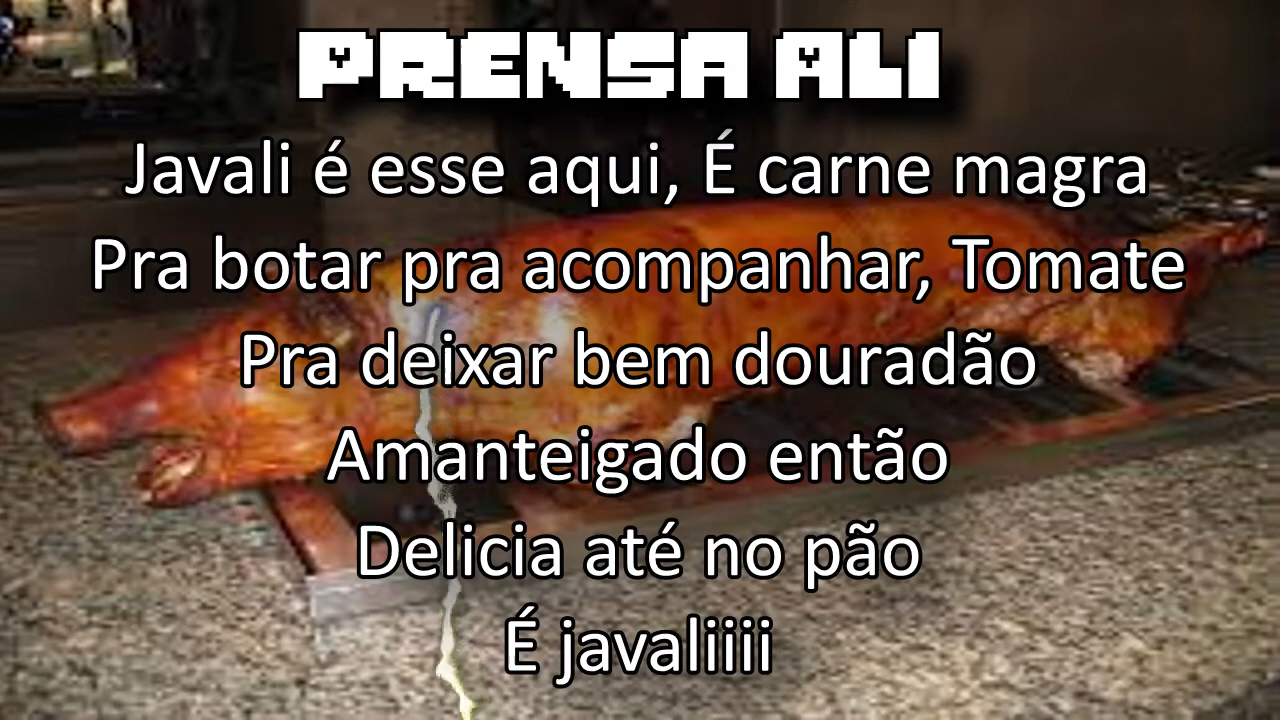 PRENSA ALI
Javali é esse aqui, É carne magra
Pra botar pra acompanhar, Tomate
Pra deixar bem douradão
Amanteigado então
Delicia até no pão
É javaliiii